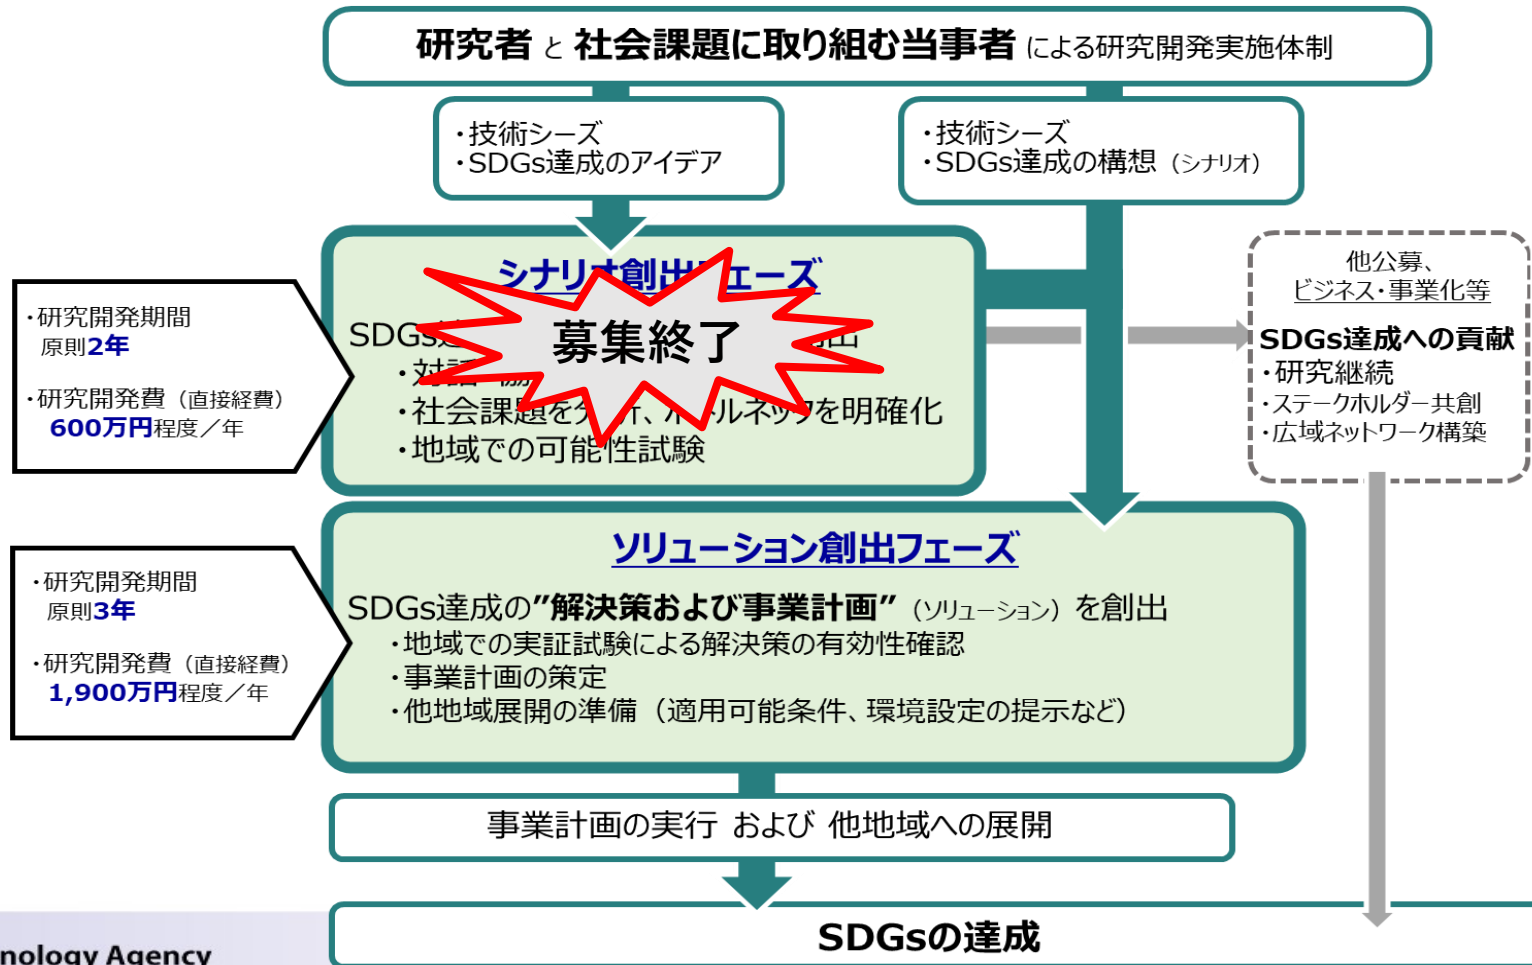 研究者 と 社会課題に取り組む当事者 による研究開発実施体制
・技術シーズ
・SDGs達成のアイデア
・技術シーズ
・SDGs達成の構想（シナリオ）
シナリオ創出フェーズ
SDGs達 出
・対話
・社会課題を分析、ボトルネックを明確化
・地域での可能性試験
募集終了
・研究開発期間
原則2年
・研究開発費（直接経費）
600万円程度／年
他公募、
ビジネス・事業化等
SDGs達成への貢献
・研究継続
・ステークホルダー共創
・広域ネットワーク構築
ソリューション創出フェーズ
SDGs達成の”解決策および事業計画”（ソリューション）を創出
・地域での実証試験による解決策の有効性確認
・事業計画の策定
・他地域展開の準備（適用可能条件、環境設定の提示など）
・研究開発期間
原則3年
・研究開発費（直接経費）
1,900万円程度／年
事業計画の実行 および 他地域への展開
SDGsの達成
nology Agency